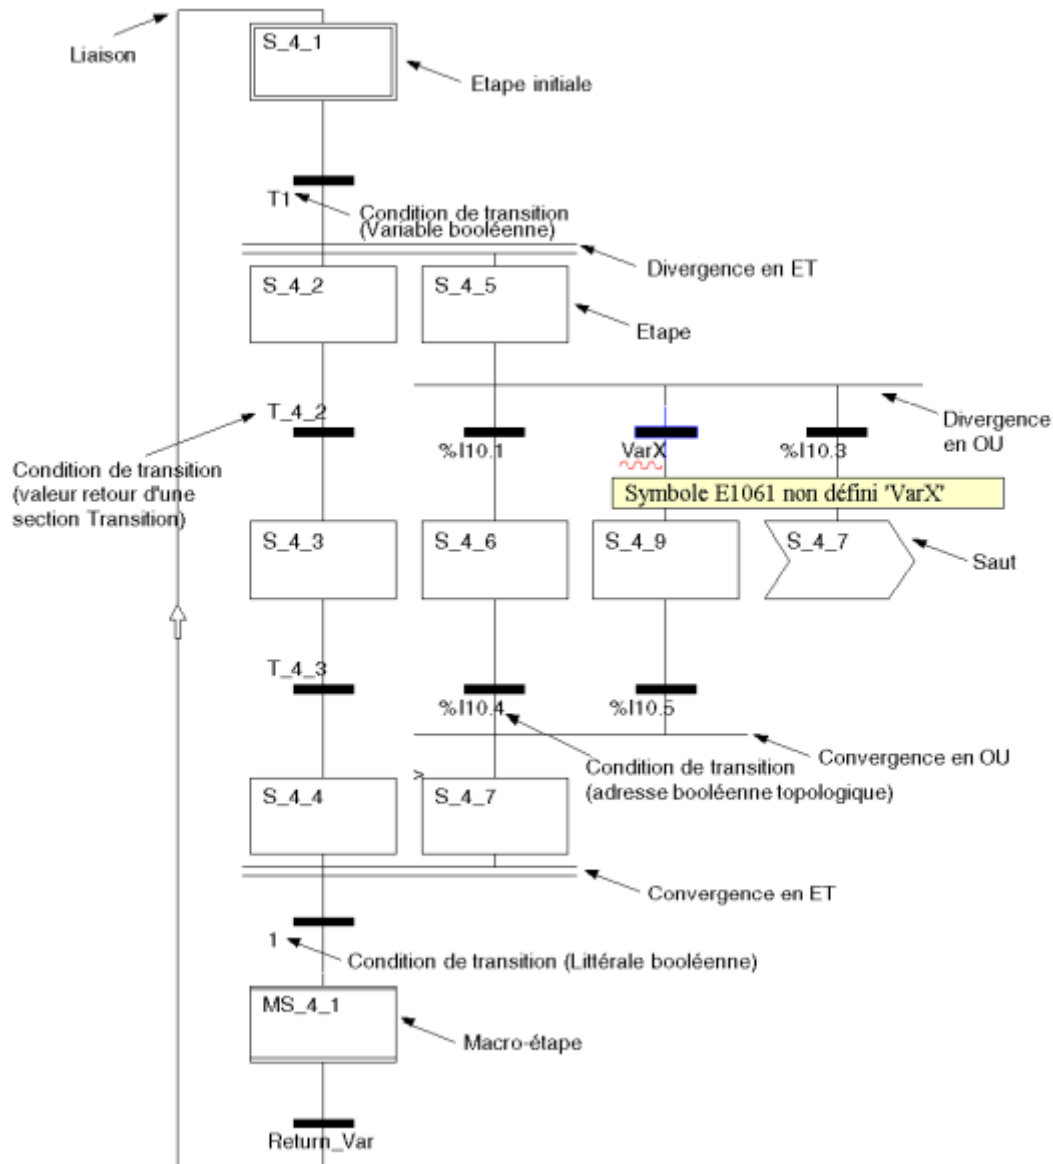 S_4_1
Liaison
Etape initiale
T1
Condition de transition
(Variable booléenne)
Divergence en ET
S_4_2
S_4_5
Etape
T_4_2
Divergence
en OU
%I10.1
VarX
%I10.3
Condition de transition
(valeur retour d'une
section Transition)
Symbole E1061 non défini 'VarX'
S_4_3
S_4_6
S_4_9
S_4_7
Saut
T_4_3
%I10.4
%I10.5
Convergence en OU
Condition de transition
(adresse booléenne topologique)
>
S_4_4
S_4_7
Convergence en ET
1
Condition de transition (Littérale booléenne)
MS_4_1
Macro-étape
Return_Var